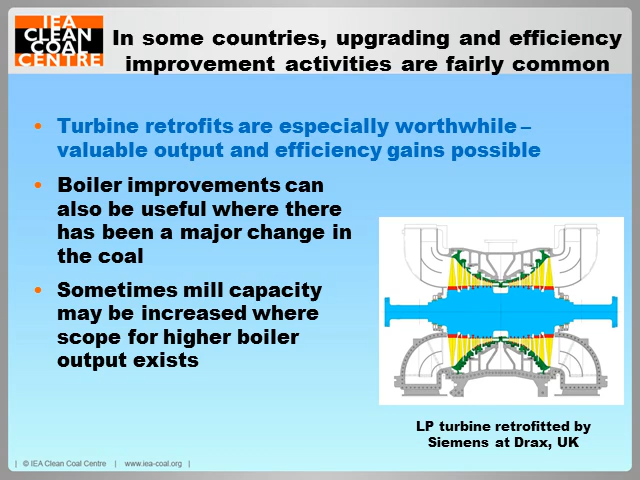 IEA
CLEAN
COAL
CENTRE
In some countries, upgrading and efficiency
improvement activities are fairly common
• Turbine retrofits are especially worthwhile –
valuable output and efficiency gains possible
• Boiler improvements can
also be useful where there
has been a major change in
the coal
• Sometimes mill capacity
may be increased where
scope for higher boiler
output exists
LP turbine retrofitted by
Siemens at Drax, UK
| © IEA Clean Coal Centre | www.iea-coal.org |